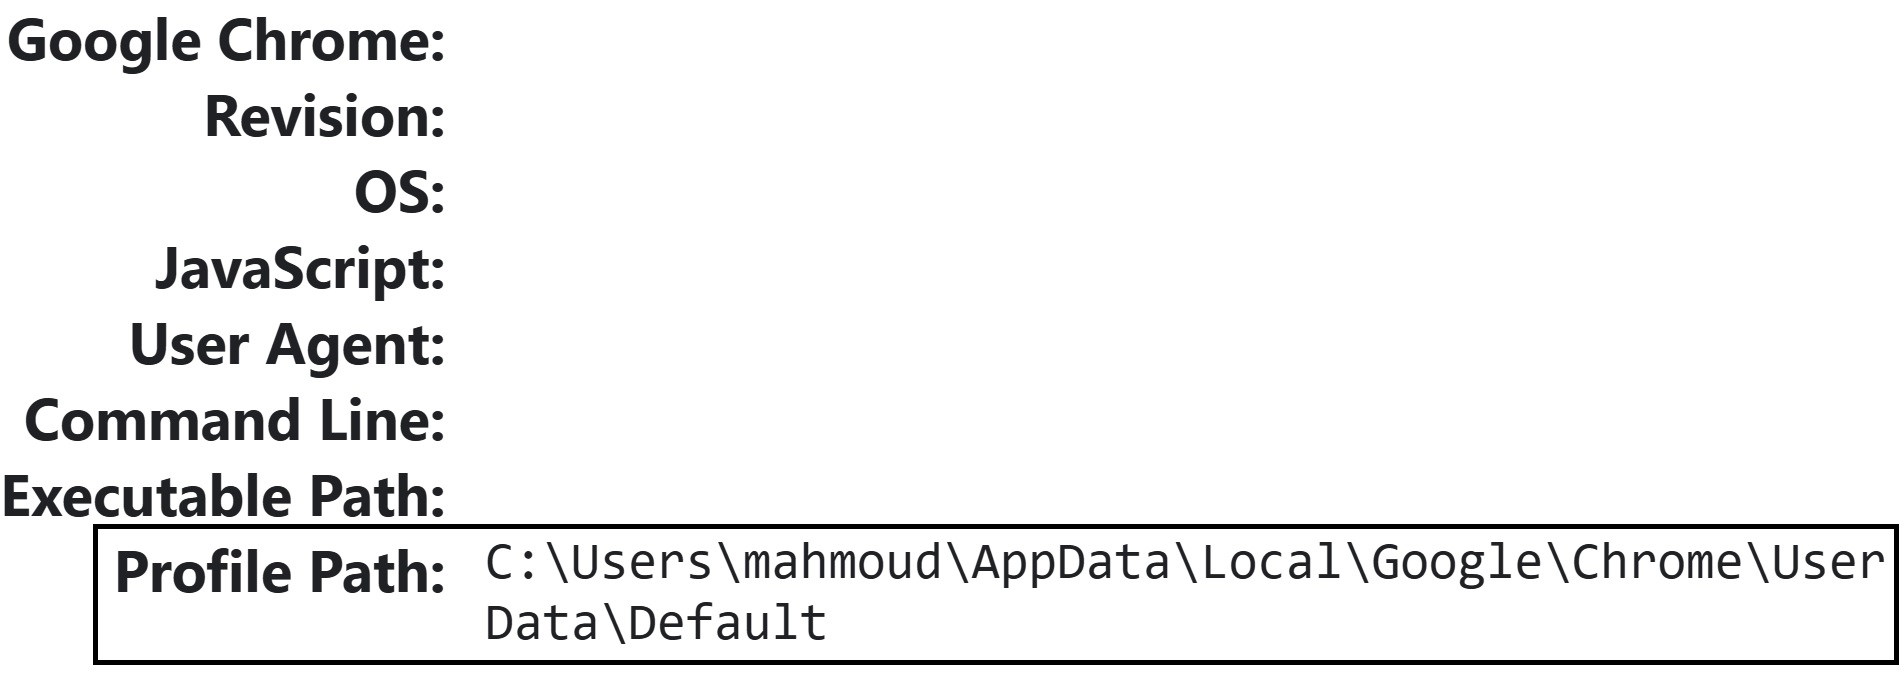 Google Chrome:
Revision:
OS:
JavaScript:
User Agent:
Command Line:
Executable Path:
Profile Path: C:\Users\mahmoud\AppData\Local\Google\Chrome\User
Data\Default